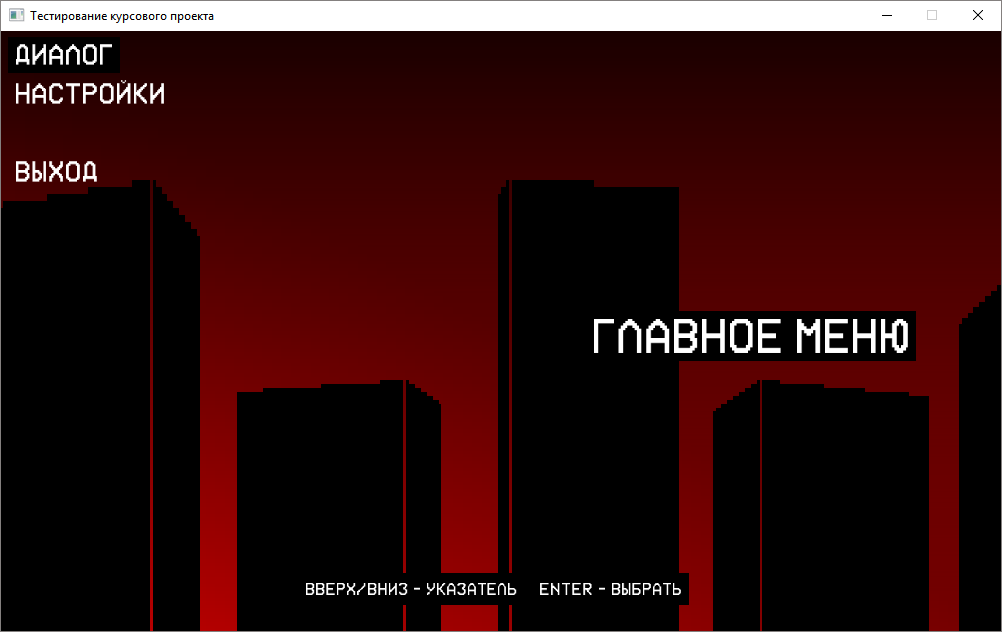 Тестирование курсового проекта
ДИАЛОГ
НАСТРОЙКИ
ВЫХОД
ГЛАВНОЕ МЕНЮ
ВВЕРХ/ВНИЗ - УКАЗАТЕЛЬ ENTER - ВЫБРАТЬ